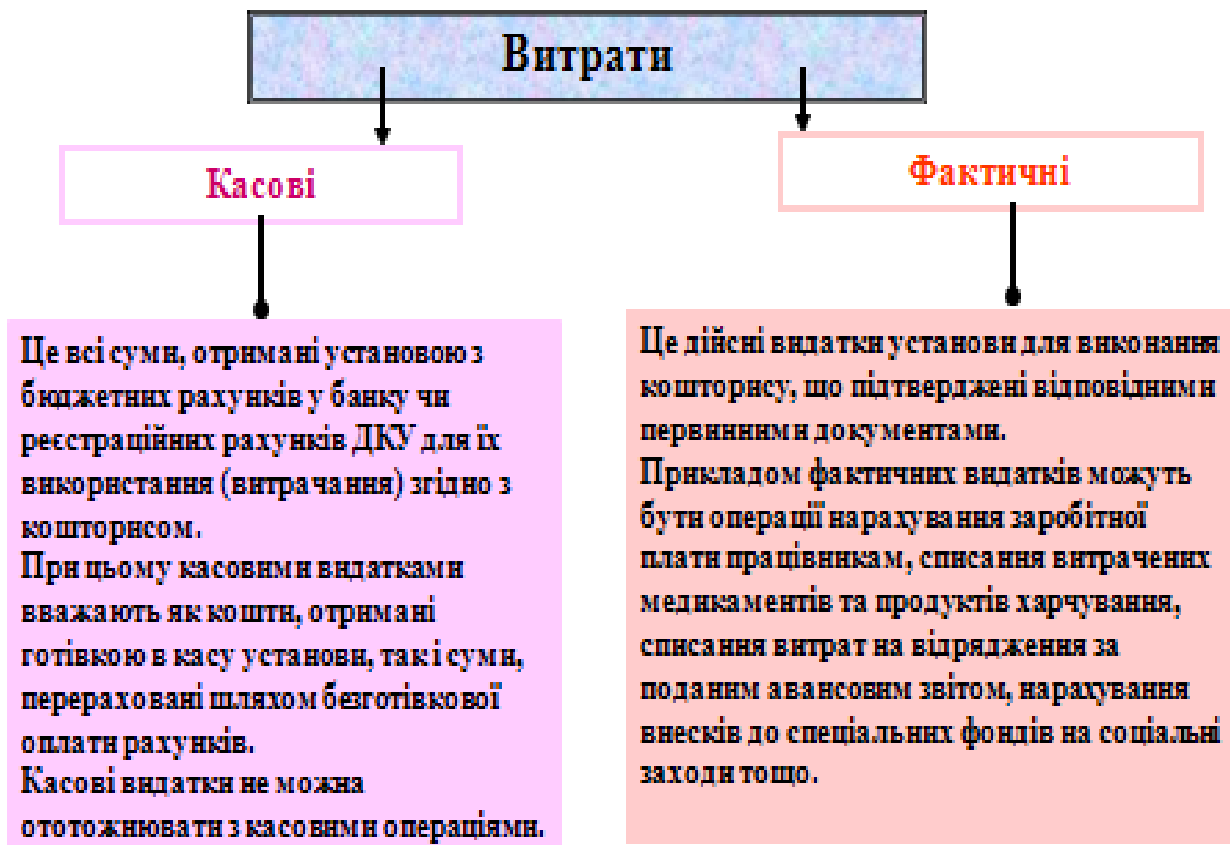 Витрати
Касові
Фактичні
Це всі суми, отримані установою з
бюджетних рахунків у банку чи
реєстраційних рахунків ДКУ для їх
використання (витрачання) згідно з
кошторисом.
При цьому касовими видатками
вважають як кошти, отримані
готівкою в касу установи, так і суми,
перераховані шляхом безготівкової
оплати рахунків.
Касові видатки не можна
ототожнювати з касовими операціями.
Це дійсні видатки установи для виконання
кошторису, що підтверджені відповідними
первинними документами.
Прикладом фактичних видатків можуть
бути операції нарахування заробітної
плати працівникам, списання витрачених
медикаментів та продуктів харчування,
списання витрат на відрядження за
поданим авансовим звітом, нарахування
внесків до спеціальних фондів на соціальні
заходи тощо.